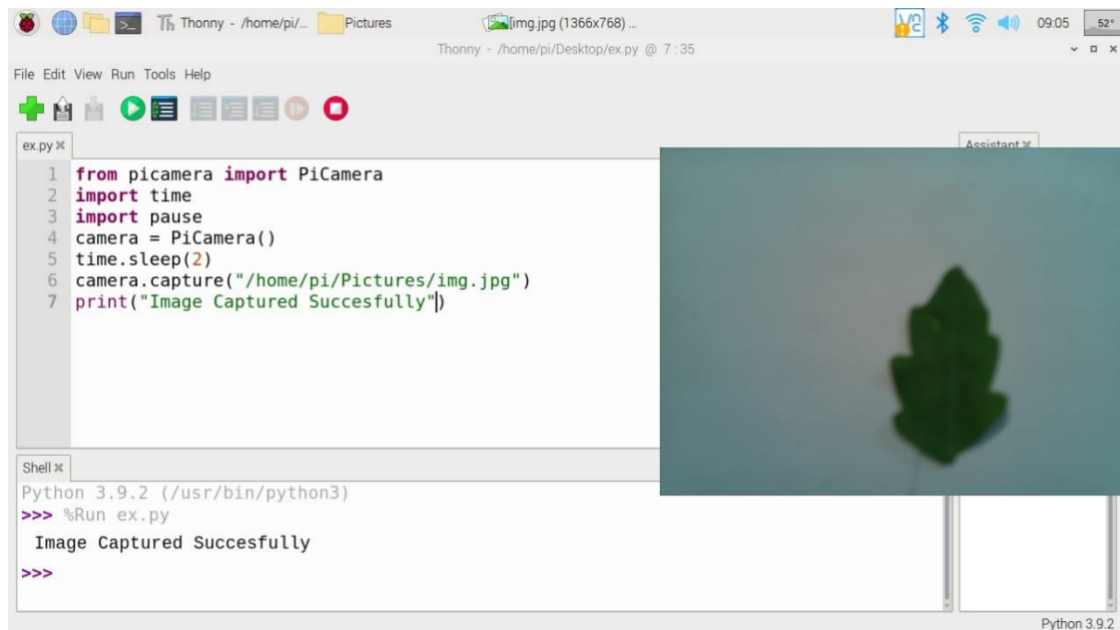 Thonny - /home/pi/... Pictures [img.jpg (1366x768) ... 09:05 52°
Thonny - /home/pi/Desktop/ex.py @ 7 : 35
File Edit View Run Tools Help
ex.py Assistant
1 from picamera import PiCamera
2 import time
3 import pause
4 camera = PiCamera()
5 time.sleep(2)
6 camera.capture("/home/pi/Pictures/img.jpg")
7 print("Image Captured Succesfully")
Shell
Python 3.9.2 (/usr/bin/python3)
>>> %Run ex.py
Image Captured Succesfully
>>>
Python 3.9.2